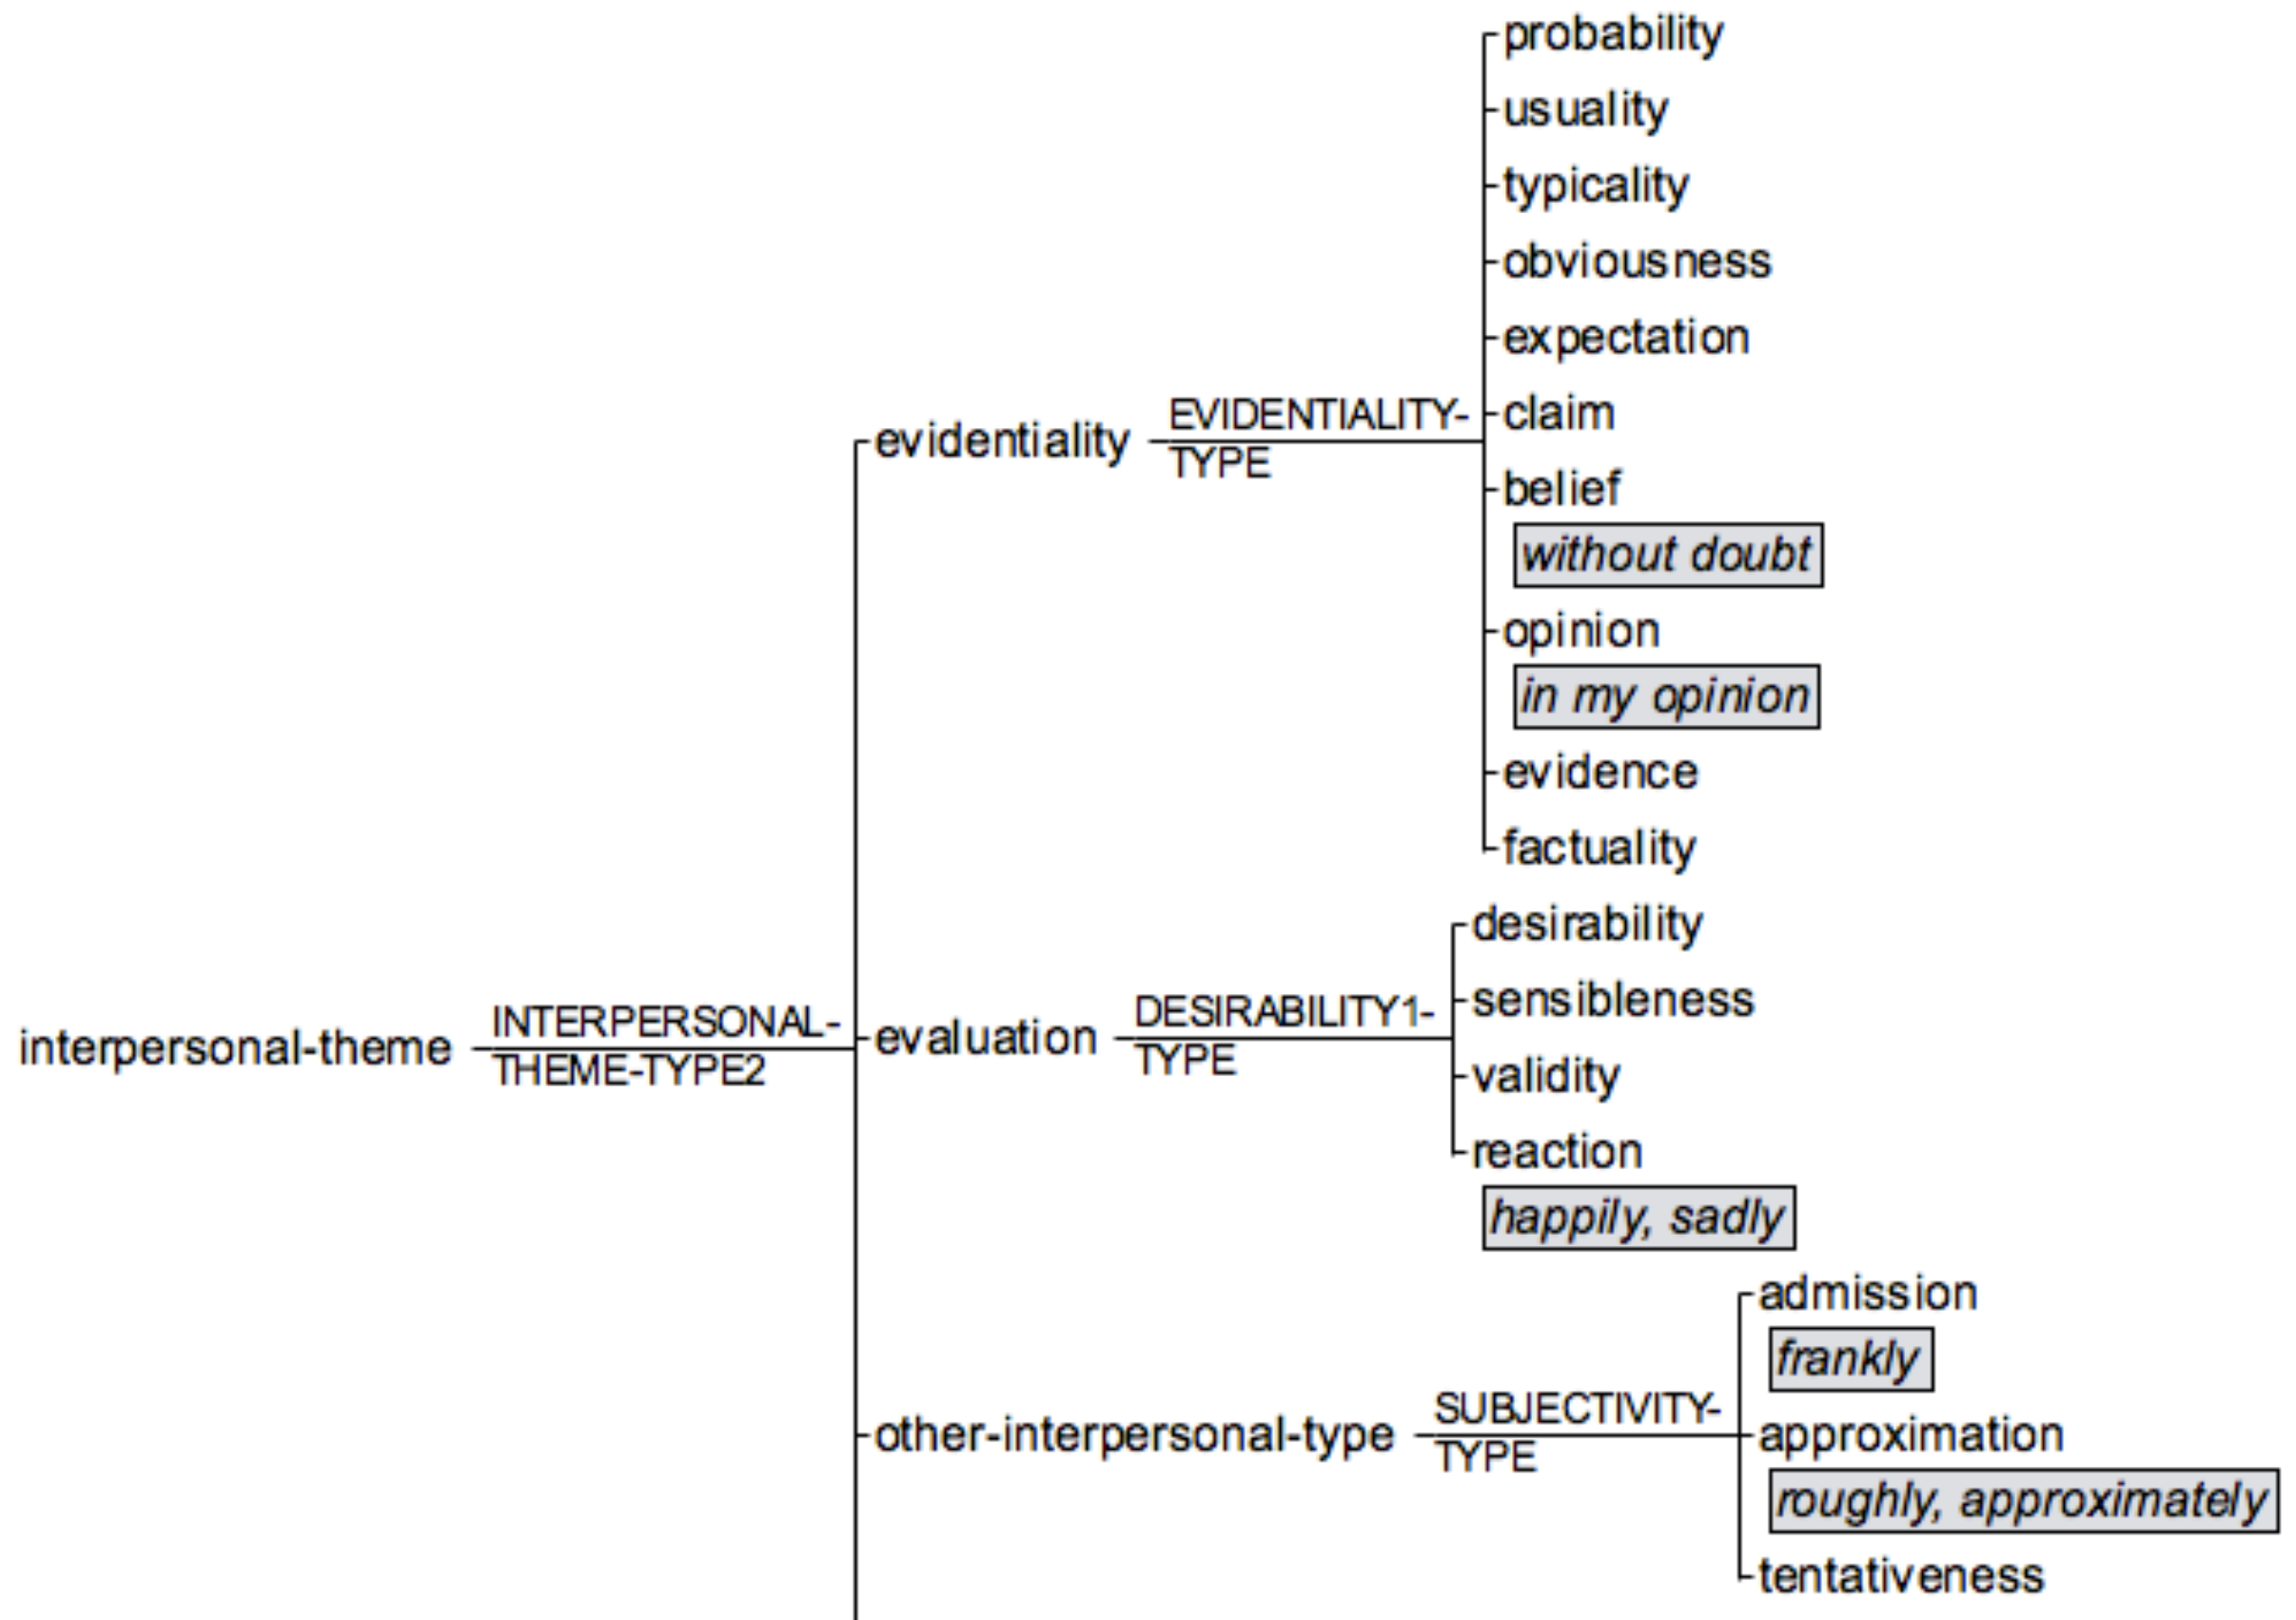 probability
usuality
typicality
obviousness
expectation
EVIDENTIALITY-
claim
evidentiality
TYPE
belief
without doubt
opinion
in my opinion
evidence
factuality
desirability
sensibleness
INTERPERSONAL-
DESIRABILITY1-
interpersonal-theme
evaluation
THEME-TYPE2
TYPE
validity
reaction
happily, sadly
admission
frankly
SUBJECTIVITY-
other-interpersonal-type
approximation
TYPE
roughly, approximately
tentativeness